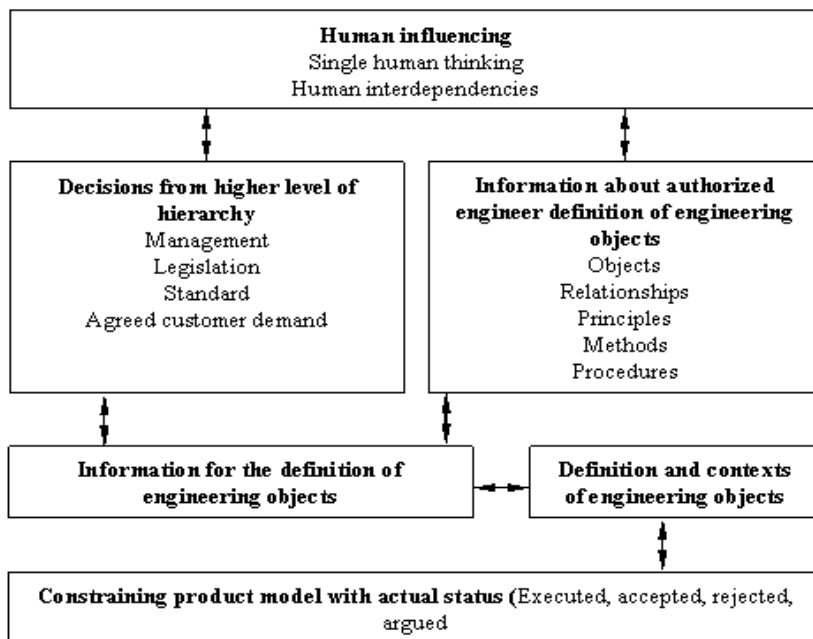 Human influencing
Single human thinking
Human interdependencies
Decisions from higher level of
hierarchy
Management
Legislation
Standard
Agreed customer demand
Information about authorized
engineer definition of engineering
objects
Objects
Relationships
Principles
Methods
Procedures
Information for the definition of
engineering objects
Definition and contexts
of engineering objects
Constraining product model with actual status (Executed, accepted, rejected,
argued